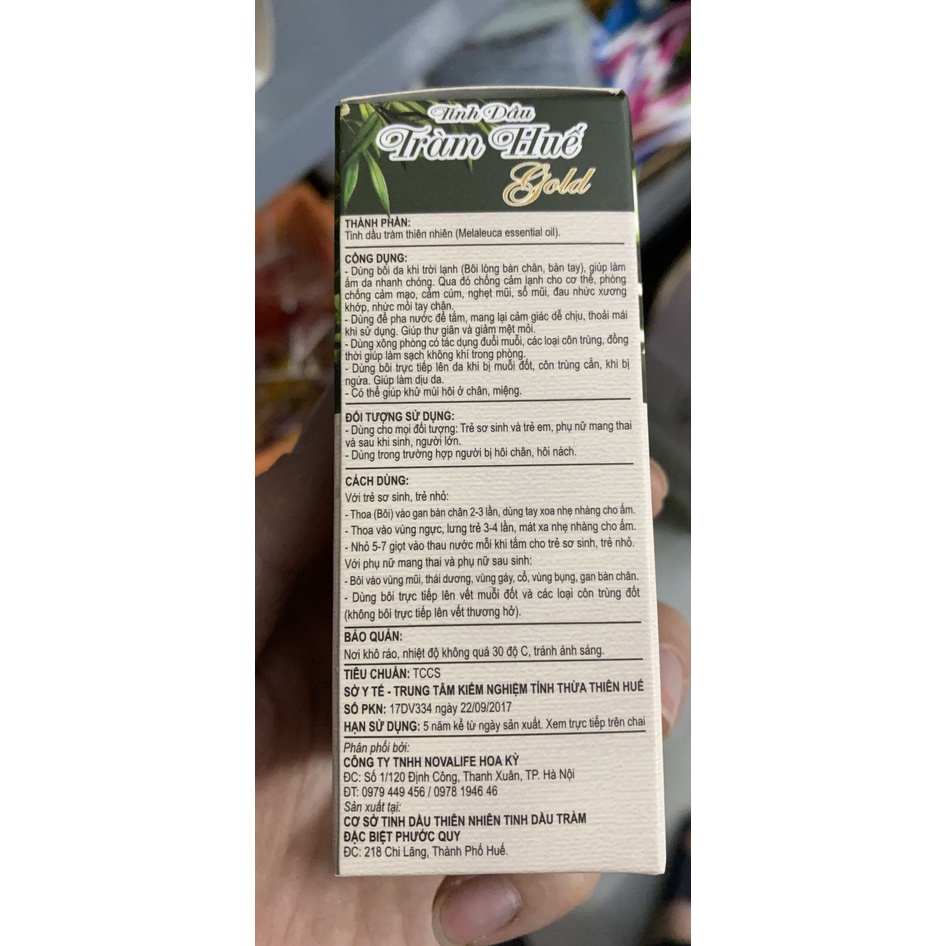 Tinh Dầu
Tràm Huế
Gold
THÀNH PHẦN:
Tinh dầu tràm thiên nhiên (Melaleuca essential oil).
CÔNG DỤNG:
- Dùng bôi da khi trời lạnh (Bôi lòng bàn chân, bàn tay), giúp làm
ấm da nhanh chóng. Qua đó chống cảm lạnh cho cơ thể, phòng
chống cảm mạo, cảm cúm, nghẹt mũi, sổ mũi, đau nhức xương
khớp, nhức mỏi tay chân.
- Dùng để pha nước để tắm, mang lại cảm giác dễ chịu, thoải mái
khi sử dụng. Giúp thư giãn và giảm mệt mỏi.
- Dùng xông phòng có tác dụng đuổi muỗi, các loại côn trùng, đồng
thời giúp làm sạch không khí trong phòng.
- Dùng bôi trực tiếp lên da khi bị muỗi đốt, côn trùng cắn, khi bị
ngứa. Giúp làm dịu da.
- Có thể giúp khử mùi hôi ở chân, miệng.
ĐỐI TƯỢNG SỬ DỤNG:
- Dùng cho mọi đối tượng: Trẻ sơ sinh và trẻ em, phụ nữ mang thai
và sau khi sinh, người lớn.
- Dùng trong trường hợp người bị hôi chân, hôi nách.
CÁCH DÙNG:
Với trẻ sơ sinh, trẻ nhỏ:
- Thoa (Bôi) vào gan bàn chân 2-3 lần, dùng tay xoa nhẹ nhàng cho ấm.
- Thoa vào vùng ngực, lưng trẻ 3-4 lần, mát xa nhẹ nhàng cho ấm.
- Nhỏ 5-7 giọt vào thau nước mỗi khi tắm cho trẻ sơ sinh, trẻ nhỏ.
Với phụ nữ mang thai và phụ nữ sau sinh:
- Bôi vào vùng mũi, thái dương, vùng gáy, cổ, vùng bụng, gan bàn chân.
- Dùng bôi trực tiếp lên vết muỗi đốt và các loại côn trùng đốt
(không bôi trực tiếp lên vết thương hở).
BẢO QUẢN:
Nơi khô ráo, nhiệt độ không quá 30 độ C, tránh ánh sáng.
TIÊU CHUẨN: TCCS
SỞ Y TẾ - TRUNG TÂM KIỂM NGHIỆM TỈNH THỪA THIÊN HUẾ
SỐ PKN: 17DV334 ngày 22/09/2017
HẠN SỬ DỤNG: 5 năm kể từ ngày sản xuất. Xem trực tiếp trên chai
Phân phối bởi:
CÔNG TY TNHH NOVALIFE HOA KỲ
ĐC: Số 1/120 Định Công, Thanh Xuân, TP. Hà Nội
ĐT: 0979 449 456 / 0978 1946 46
Sản xuất tại:
CƠ SỞ TINH DẦU THIÊN NHIÊN TINH DẦU TRÀM
ĐẶC BIỆT PHƯỚC QUY
ĐC: 218 Chi Lăng, Thành Phố Huế.